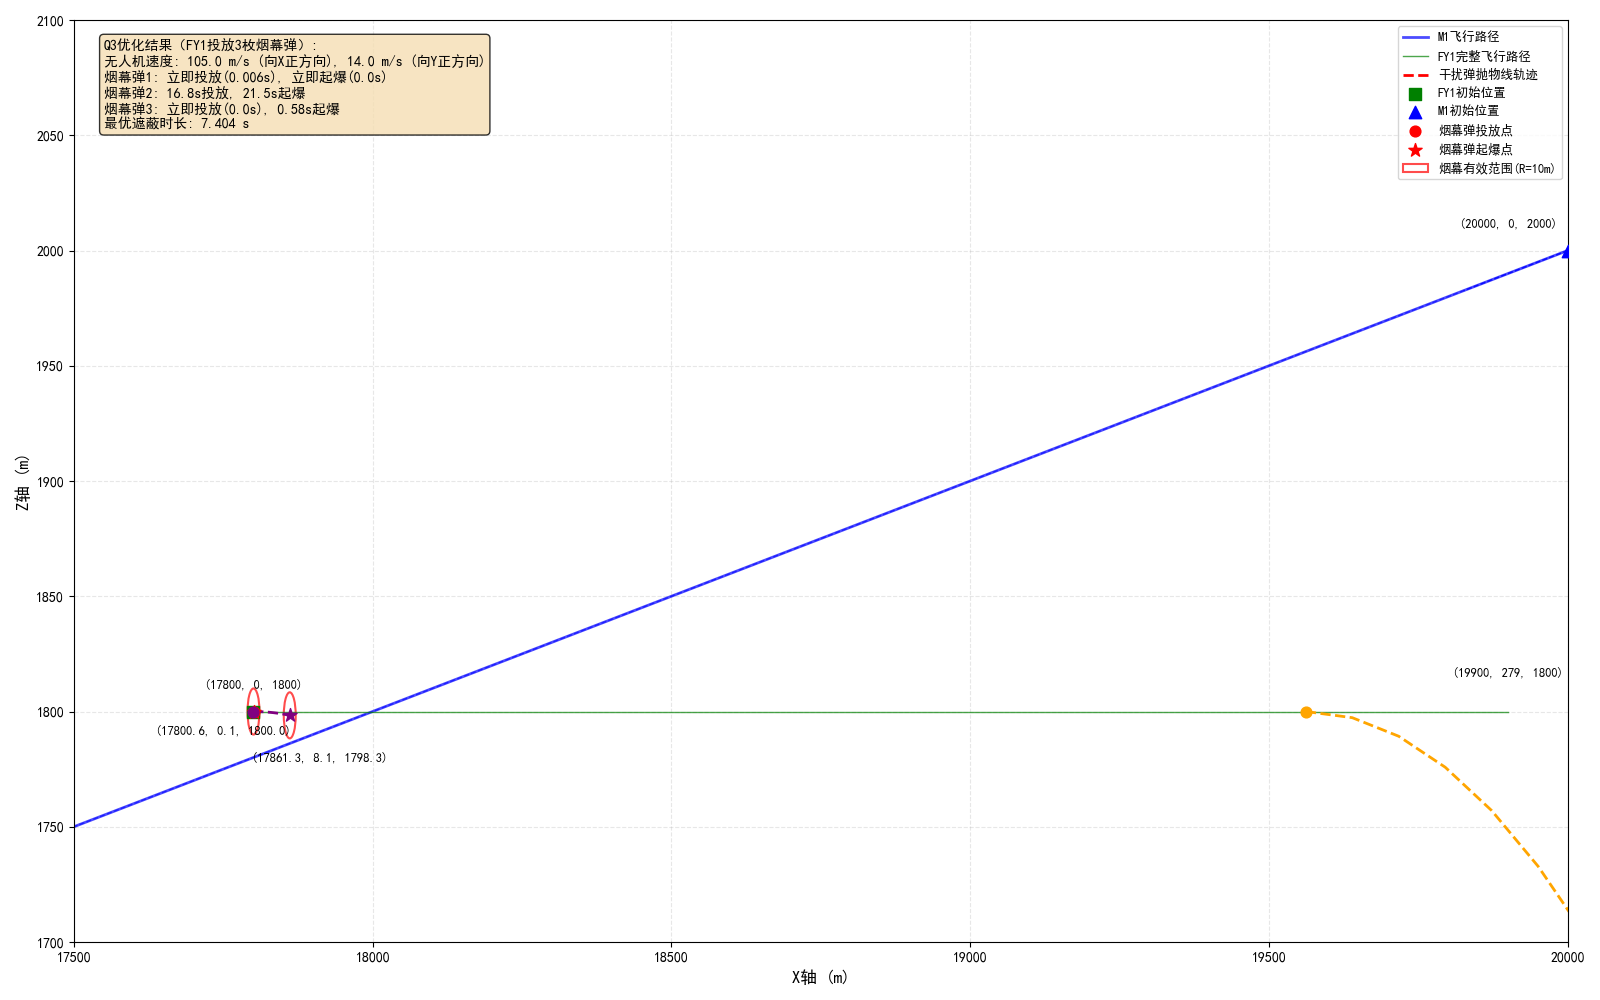 Q3优化结果（FY1投放3枚烟幕弹）:
无人机速度: 105.0 m/s (向X正方向), 14.0 m/s (向Y正方向)
烟幕弹1: 立即投放(0.006s), 立即起爆(0.0s)
烟幕弹2: 16.8s投放, 21.5s起爆
烟幕弹3: 立即投放(0.0s), 0.58s起爆
最优遮蔽时长: 7.404 s
M1飞行路径
FY1完整飞行路径
干扰弹抛物线轨迹
FY1初始位置
M1初始位置
烟幕弹投放点
烟幕弹起爆点
烟幕有效范围(R=10m)
(20000, 0, 2000)
(19900, 279, 1800)
(17800, 0, 1800)
(17800.6, 0.1, 1800.0)
(17861.3, 8.1, 1798.3)
2100
2050
2000
1950
1900
1850
1800
1750
1700
Z轴 (m)
17500
18000
18500
19000
19500
20000
X轴 (m)